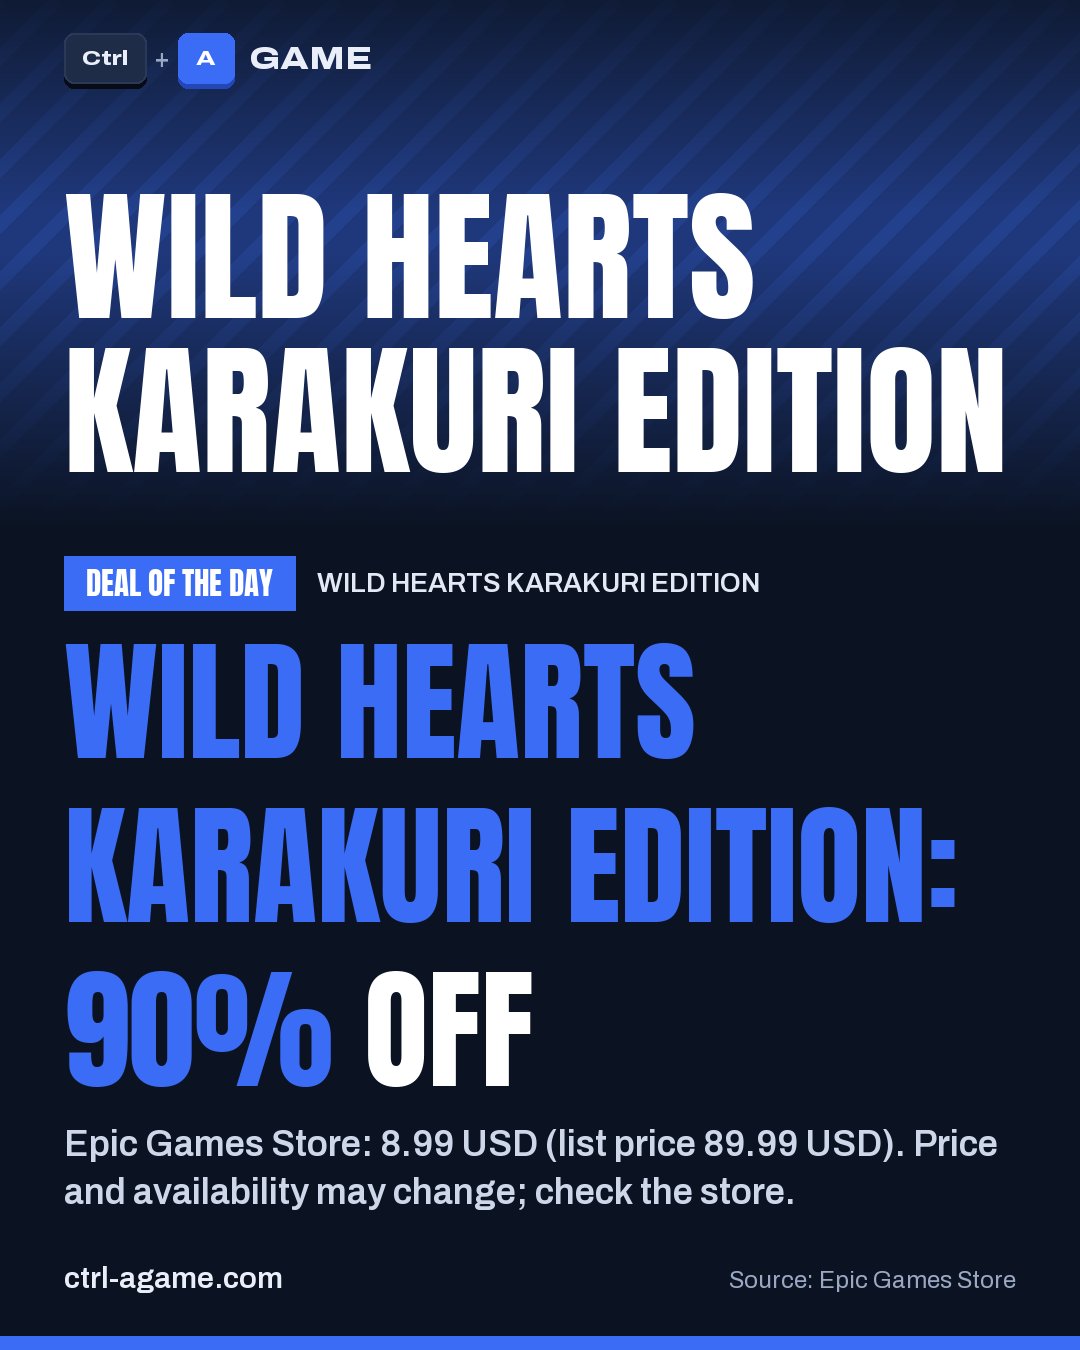 Ctrl + A GAME
WILD HEARTS
KARAKURI EDITION
DEAL OF THE DAY WILD HEARTS KARAKURI EDITION
WILD HEARTS
KARAKURI EDITION:
90% OFF
Epic Games Store: 8.99 USD (list price 89.99 USD). Price
and availability may change; check the store.
ctrl-agame.com Source: Epic Games Store